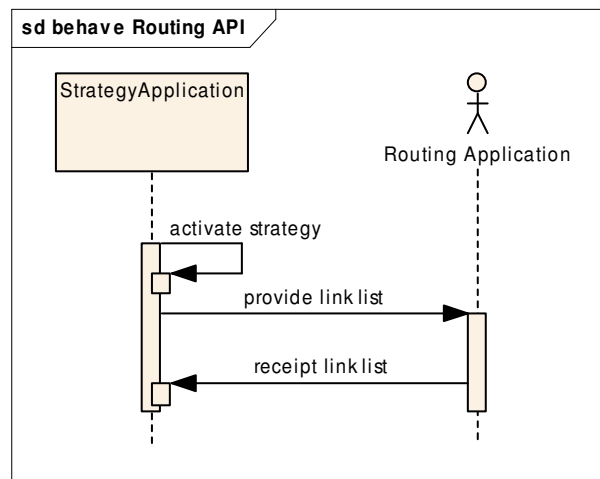 sd behave Routing API
StrategyApplication
Routing Application
activate strategy
provide link list
receipt link list